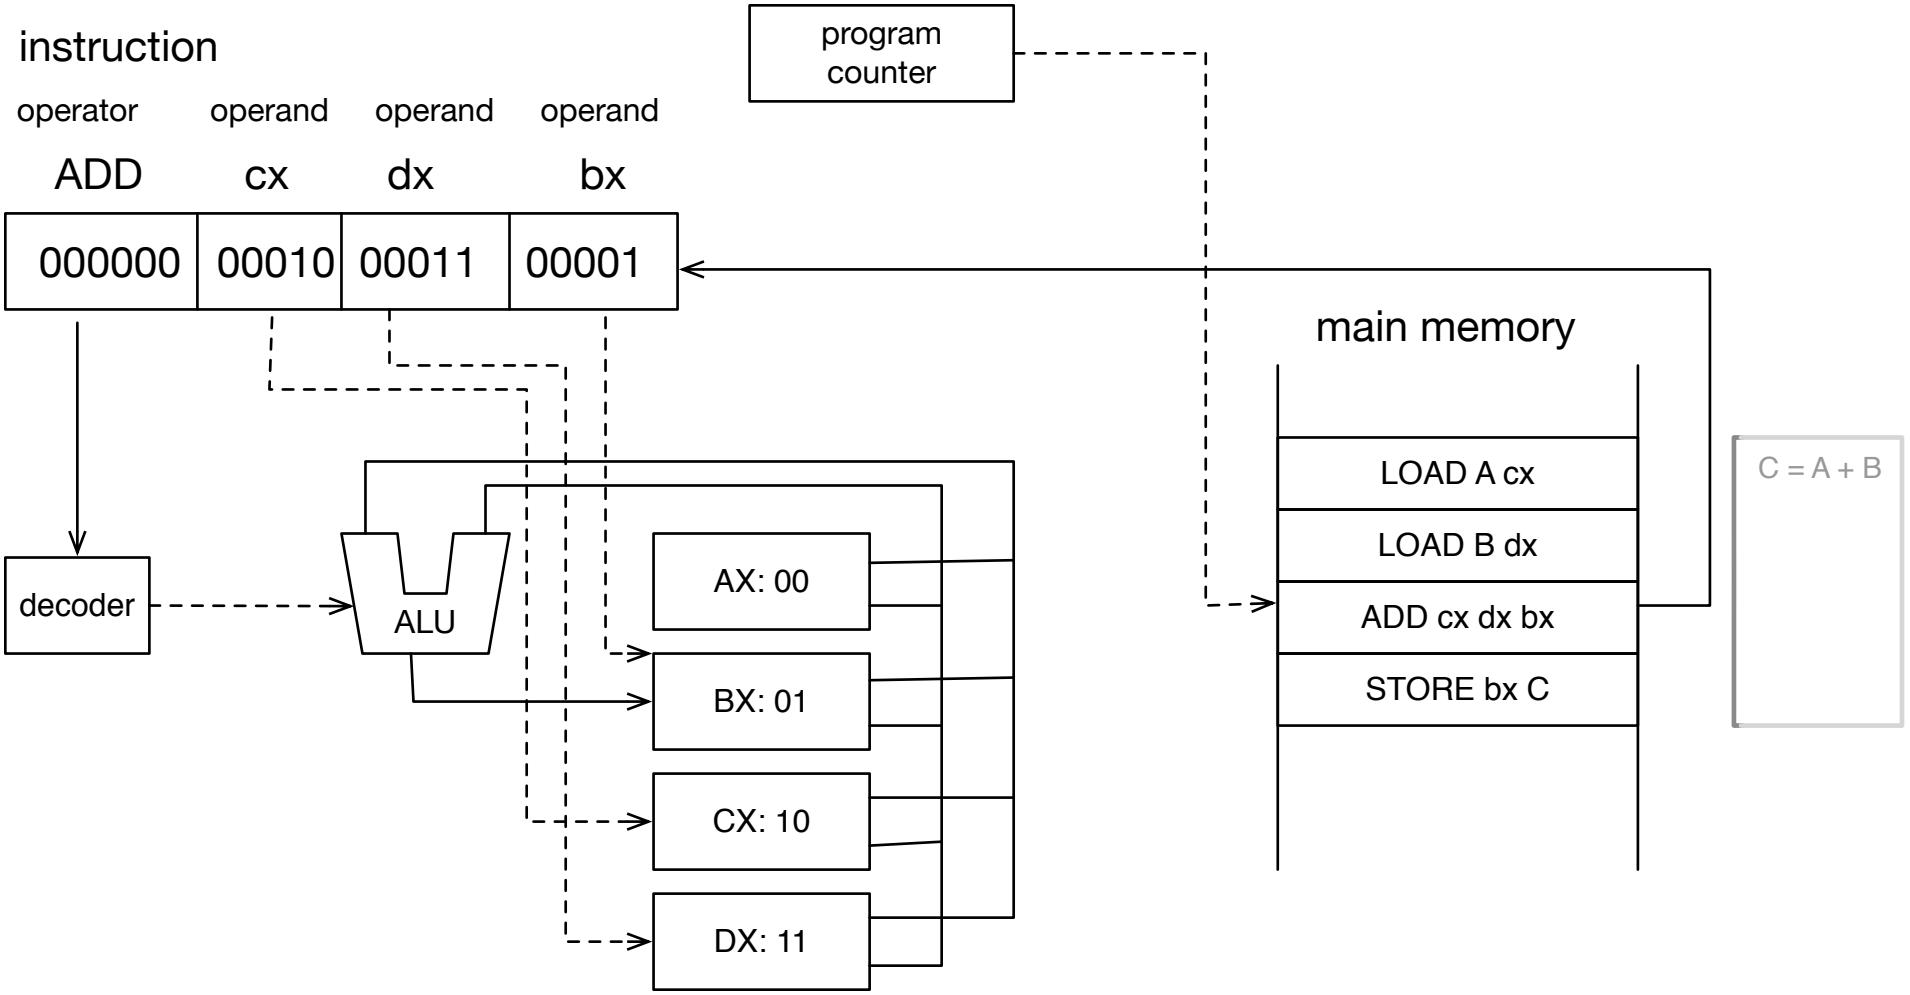 program
counter
instruction
operator operand operand operand
ADD cx dx bx
000000 00010 00011 00001
main memory
LOAD A cx
C = A + B
LOAD B dx
ADD cx dx bx
STORE bx C
decoder
ALU
AX: 00
BX: 01
CX: 10
DX: 11